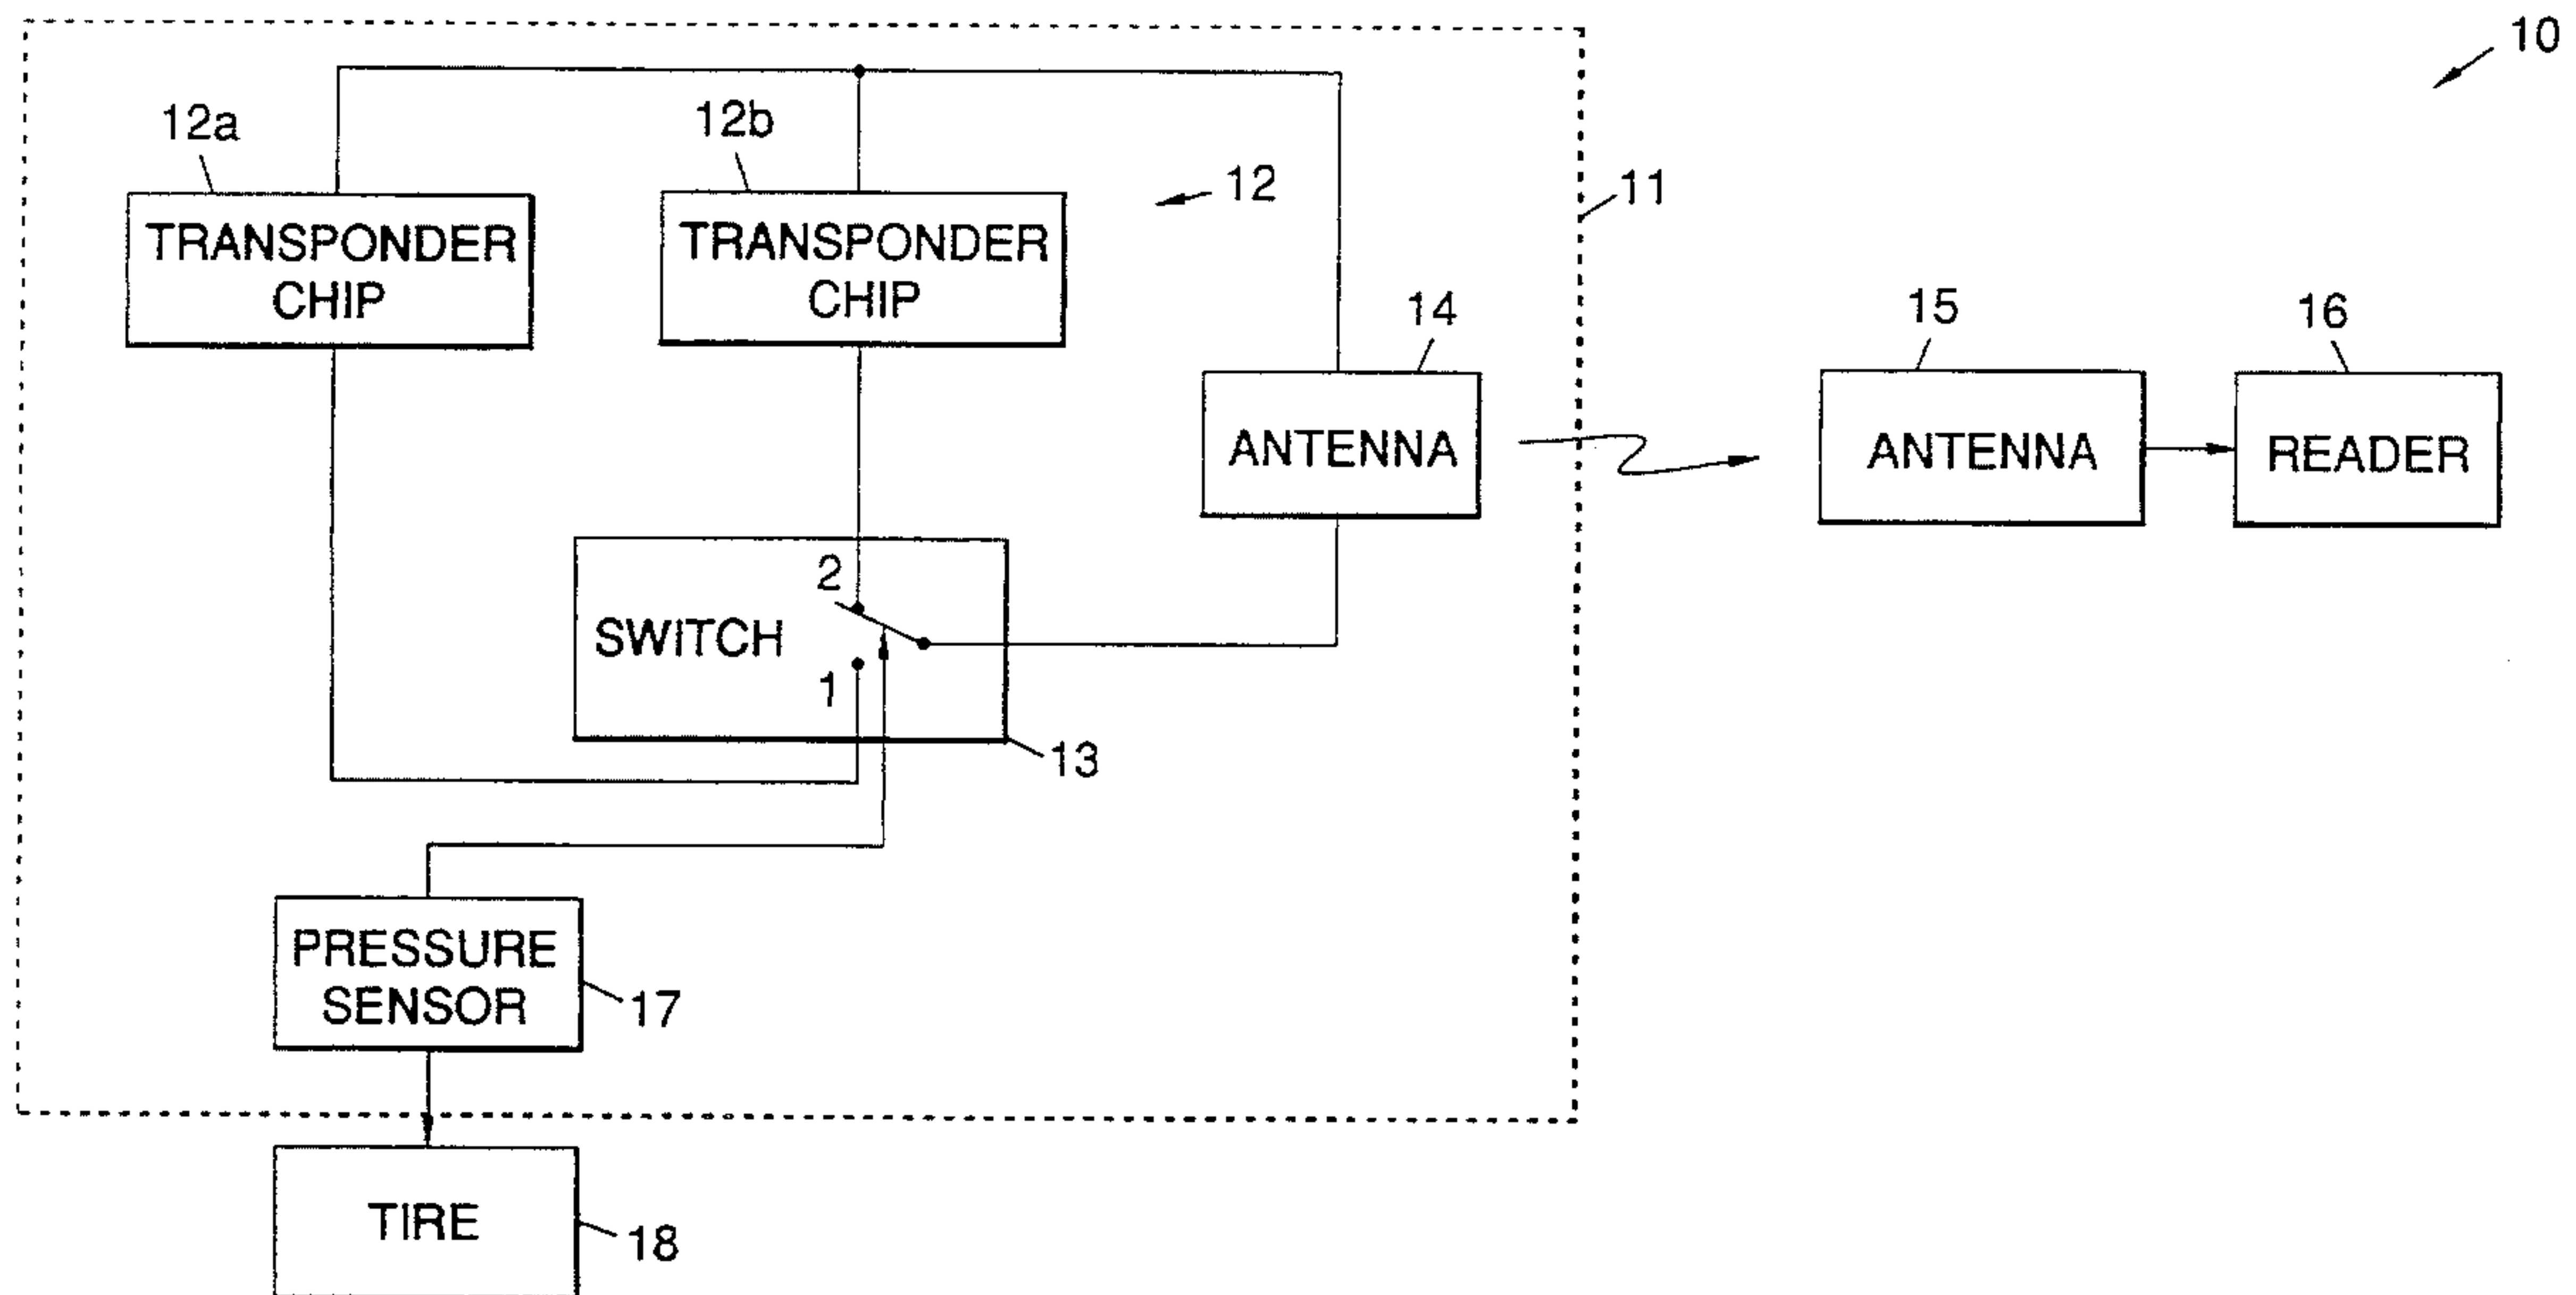 10
12a
12b
12
11
TRANSPONDER
CHIP
TRANSPONDER
CHIP
14
15
16
ANTENNA
ANTENNA
READER
2
SWITCH
1
13
PRESSURE
SENSOR
17
TIRE
18